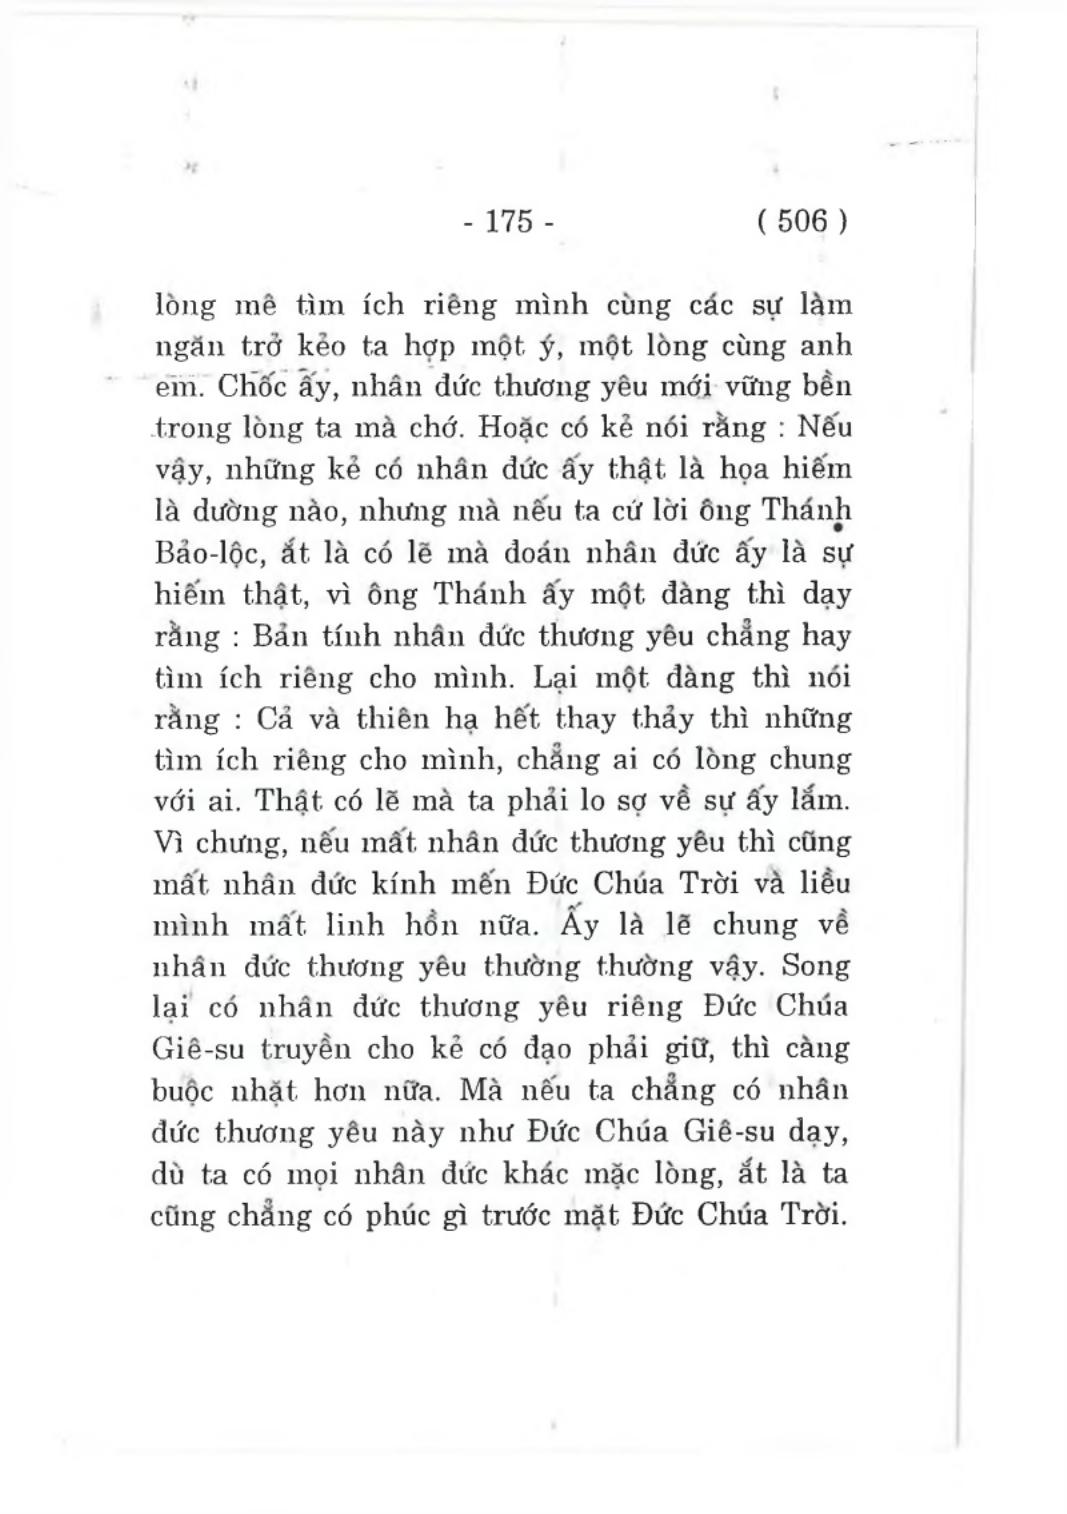 - 175 - ( 506 )
lòng mê tìm ích riêng mình cùng các sự làm
ngăn trở kẻo ta hợp một ý, một lòng cùng anh
em. Chốc ấy, nhân đức thương yêu mới vững bền
trong lòng ta mà chớ. Hoặc có kẻ nói rằng : Nếu
vậy, những kẻ có nhân đức ấy thật là họa hiếm
là dường nào, nhưng mà nếu ta cứ lời ông Thánh
Bảo-lộc, ắt là có lẽ mà đoán nhân đức ấy là sự
hiếm thật, vì ông Thánh ấy một đàng thì dạy
rằng : Bản tính nhân đức thương yêu chẳng hay
tìm ích riêng cho mình. Lại một đàng thì nói
rằng : Cả và thiên hạ hết thay thảy thì những
tìm ích riêng cho mình, chẳng ai có lòng chung
với ai. Thật có lẽ mà ta phải lo sợ về sự ấy lắm.
Vì chưng, nếu mất nhân đức thương yêu thì cũng
mất nhân đức kính mến Đức Chúa Trời và liều
mình mất linh hồn nữa. Ấy là lẽ chung về
nhân đức thương yêu thường thường vậy. Song
lại có nhân đức thương yêu riêng Đức Chúa
Giê-su truyền cho kẻ có đạo phải giữ, thì càng
buộc nhặt hơn nữa. Mà nếu ta chẳng có nhân
đức thương yêu này như Đức Chúa Giê-su dạy,
dù ta có mọi nhân đức khác mặc lòng, ắt là ta
cũng chẳng có phúc gì trước mặt Đức Chúa Trời.